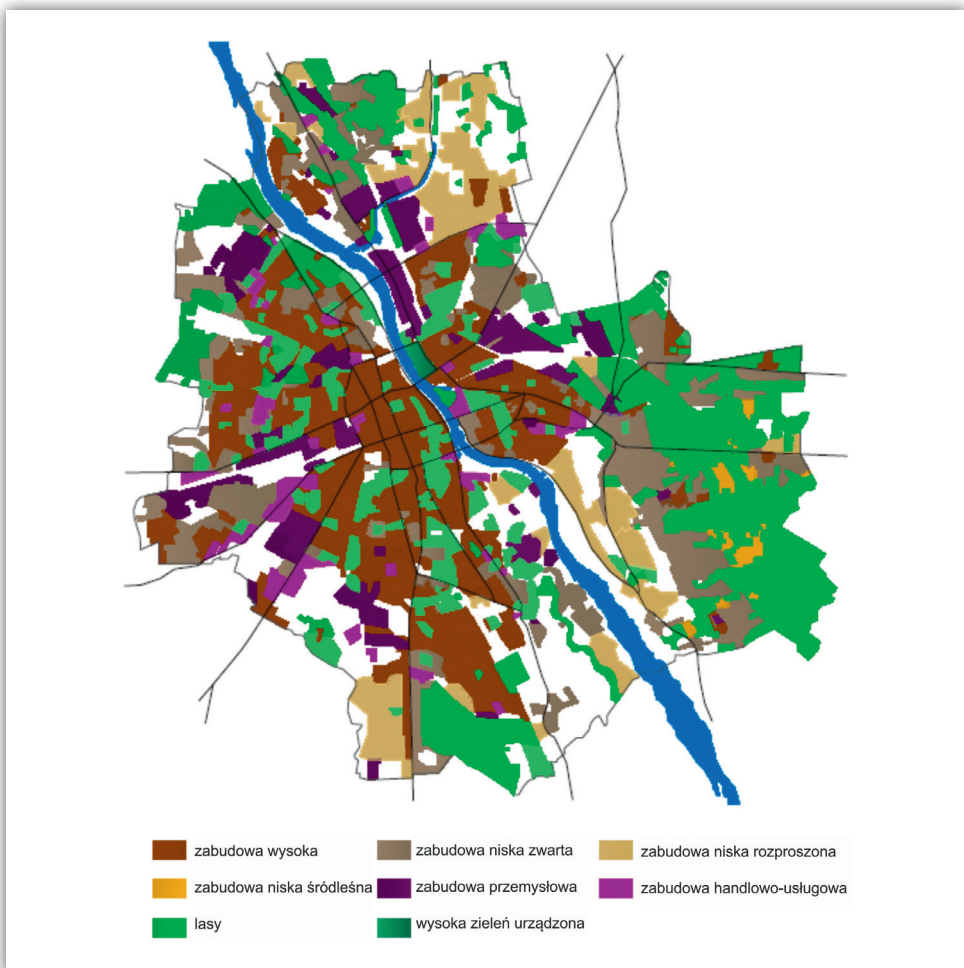 zabudowa wysoka
zabudowa niska zwarta
zabudowa niska rozproszona
zabudowa niska śródleśna
zabudowa przemysłowa
zabudowa handlowo-usługowa
lasy
wysoka zieleń urządzona